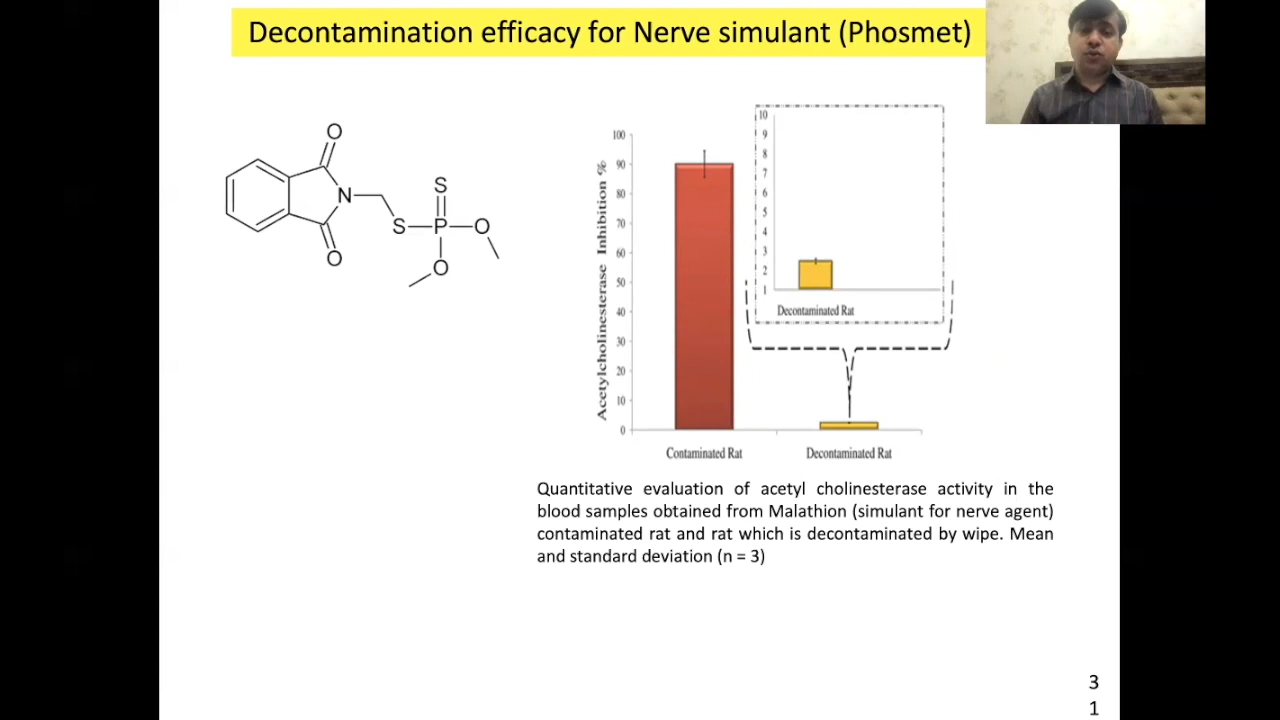 Decontamination efficacy for Nerve simulant (Phosmet)
O
N
S
S
P
O
O
O
Acetylcholinesterase Inhibition %
100
90
80
70
60
50
40
30
20
10
0
Contaminated Rat
Decontaminated Rat
10
9
8
7
6
5
4
3
2
1
Decontaminated Rat
Quantitative evaluation of acetyl cholinesterase activity in the
blood samples obtained from Malathion (simulant for nerve agent)
contaminated rat and rat which is decontaminated by wipe. Mean
and standard deviation (n = 3)
3
1